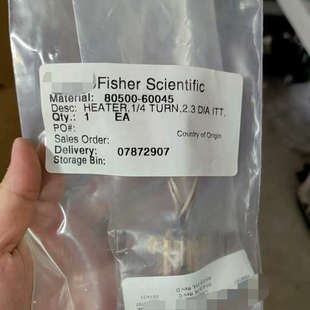 Fisher Scientific
Material: 80500-60045
Desc: HEATER,1/4 TURN,2.3 DIA ITT,
Qty.: 1 EA
PO#:
Country of Origin
Sales Order:
Delivery: 07872907
Storage Bin: